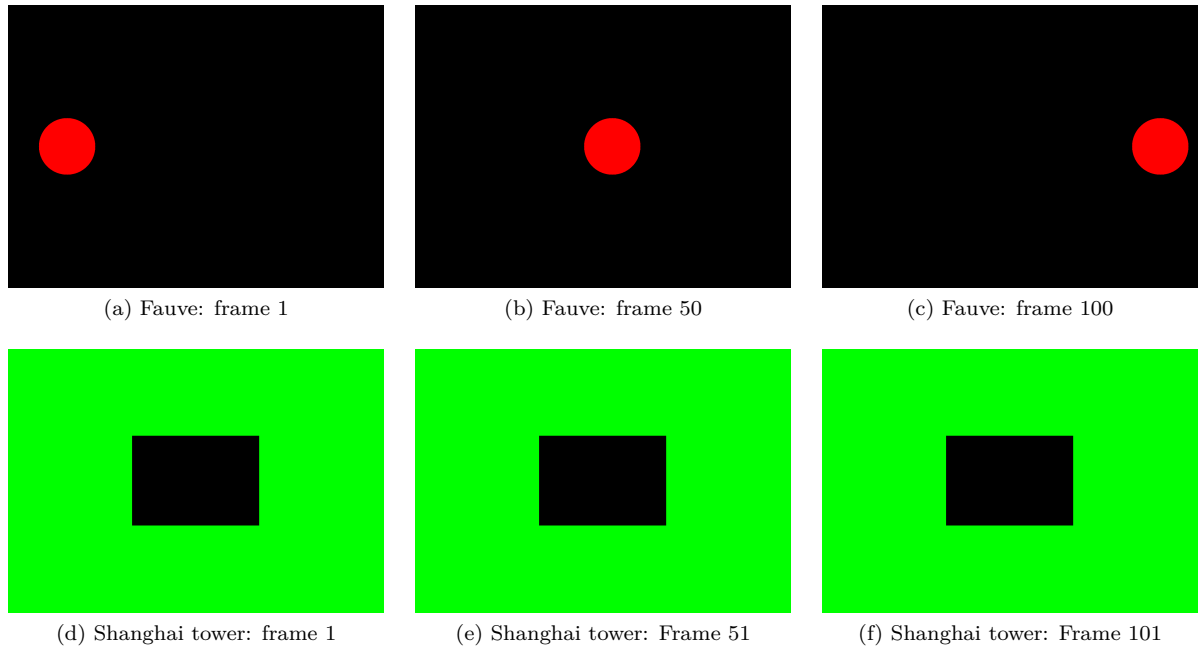 (a) Fauve: frame 1
(b) Fauve: frame 50
(c) Fauve: frame 100
(d) Shanghai tower: frame 1
(e) Shanghai tower: Frame 51
(f) Shanghai tower: Frame 101